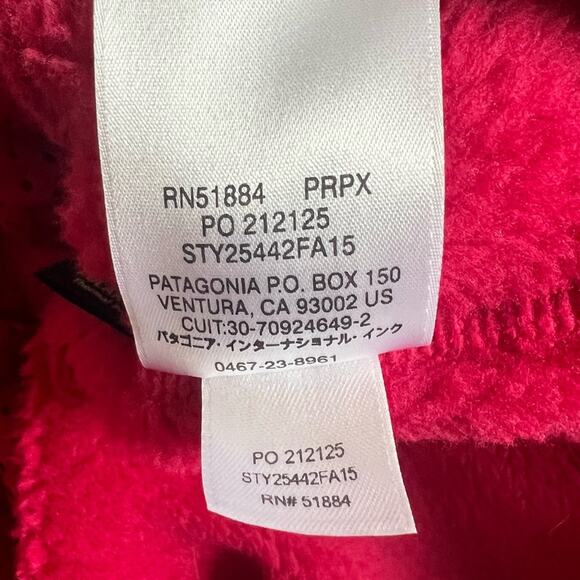 RN51884 PRPX
PO 212125
STY25442FA15
PATAGONIA P.O. BOX 150
VENTURA, CA 93002 US
CUIT:30-70924649-2
パタゴニア・インターナショナル・インク
0467-23-8961
PO 212125
STY25442FA15
RN# 51884